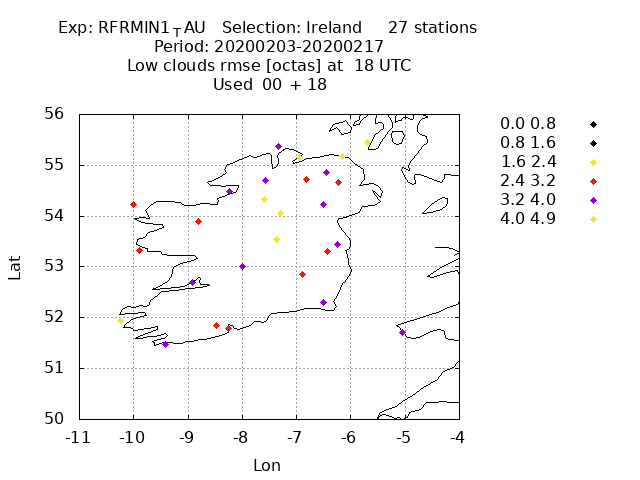 Exp: RFRMIN1TAU   Selection: Ireland     27 stations
Period: 20200203-20200217
Low clouds rmse [octas] at  18 UTC
Used  00 + 18
56
55
54
53
52
51
50
-11 -10 -9 -8 -7 -6 -5 -4
Lat
Lon
0.0 0.8
0.8 1.6
1.6 2.4
2.4 3.2
3.2 4.0
4.0 4.9